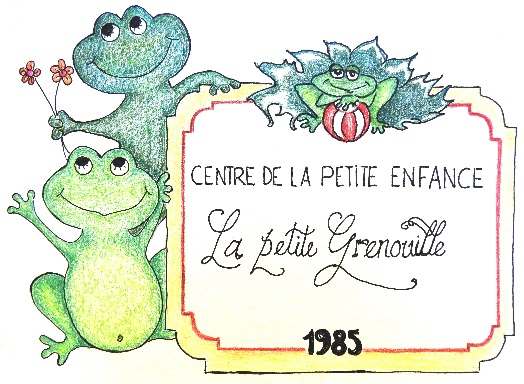 CENTRE DE LA PETITE ENFANCE
La petite Grenouille
1985